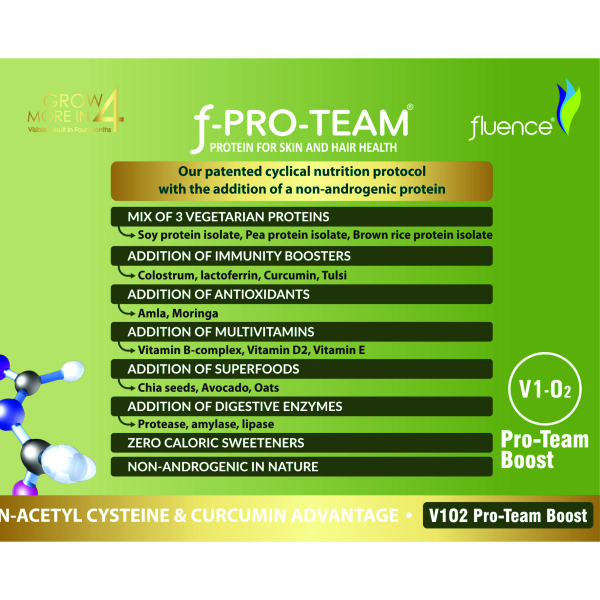 GROW
MORE IN 4
Visible Result in Four Months
f-PRO-TEAM®
PROTEIN FOR SKIN AND HAIR HEALTH
fluence®
Our patented cyclical nutrition protocol
with the addition of a non-androgenic protein
MIX OF 3 VEGETARIAN PROTEINS
Soy protein isolate, Pea protein isolate, Brown rice protein isolate
ADDITION OF IMMUNITY BOOSTERS
Colostrum, lactoferrin, Curcumin, Tulsi
ADDITION OF ANTIOXIDANTS
Amla, Moringa
ADDITION OF MULTIVITAMINS
Vitamin B-complex, Vitamin D2, Vitamin E
ADDITION OF SUPERFOODS
Chia seeds, Avocado, Oats
ADDITION OF DIGESTIVE ENZYMES
Protease, amylase, lipase
ZERO CALORIC SWEETENERS
NON-ANDROGENIC IN NATURE
V1-O2
Pro-Team
Boost
N-ACETYL CYSTEINE & CURCUMIN ADVANTAGE • V102 Pro-Team Boost